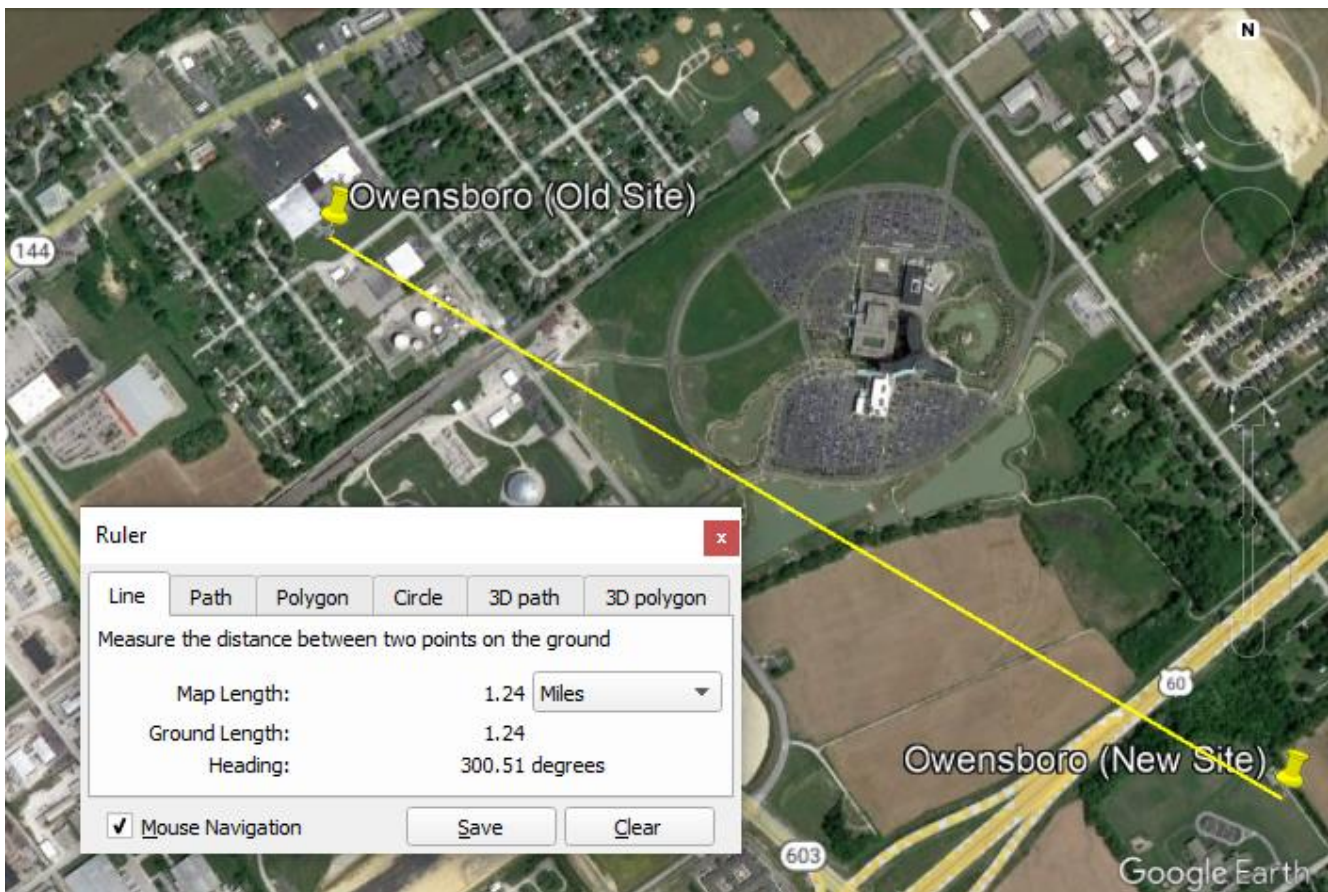 N
Owensboro (Old Site)
144
Ruler
x
Line Path Polygon Circle 3D path 3D polygon
Measure the distance between two points on the ground
Map Length: 1.24 Miles
Ground Length: 1.24
Heading: 300.51 degrees
Mouse Navigation Save Clear
60
Owensboro (New Site)
603
Google Earth